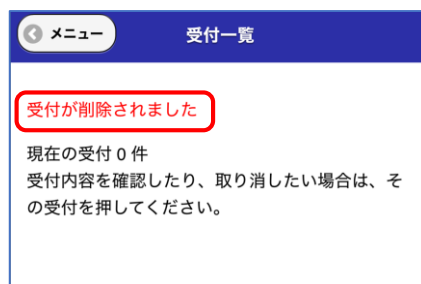 メニュー
受付一覧
受付が削除されました
現在の受付 0 件
受付内容を確認したり、取り消したい場合は、そ
の受付を押してください。